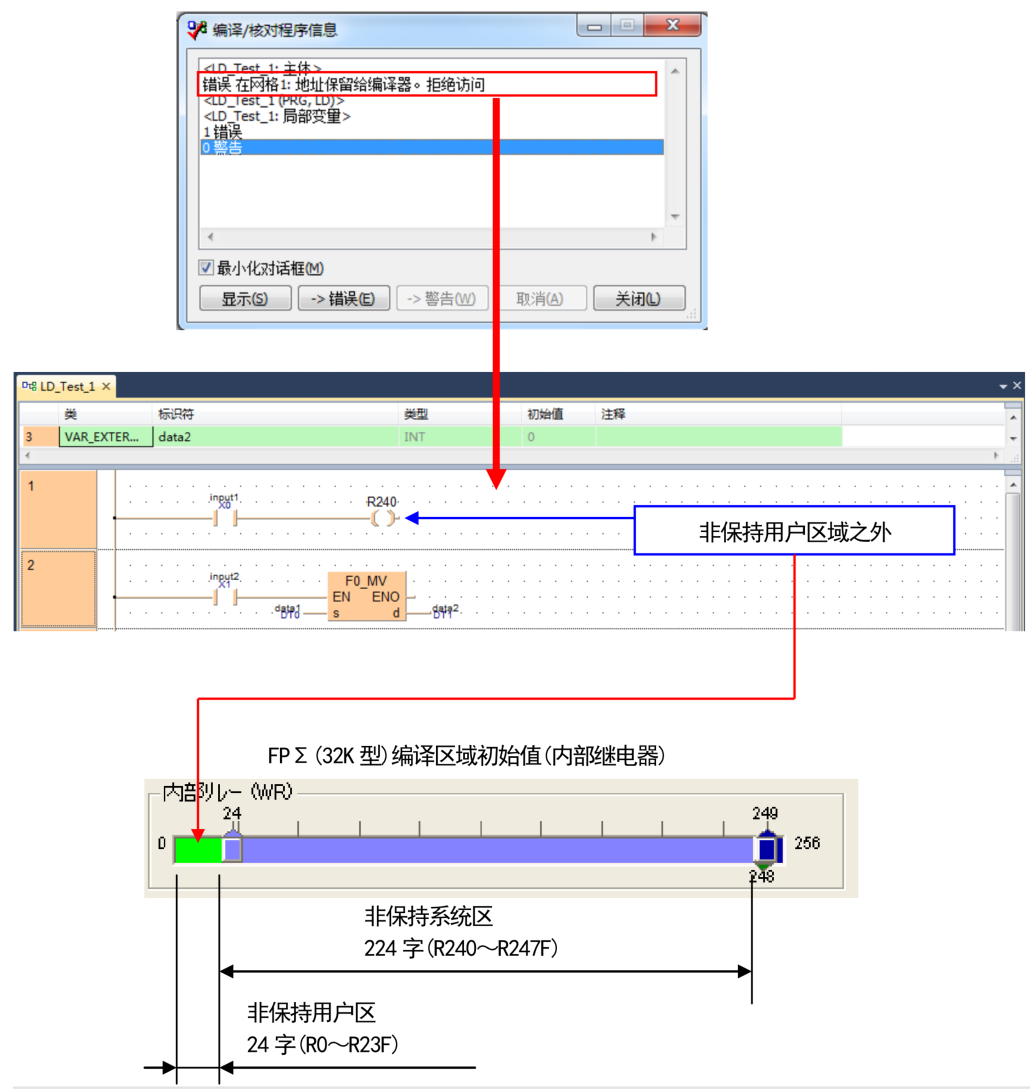 编译/核对程序信息
<LD_Test_1: 主体>
错误 在网格1: 地址保留给编译器。拒绝访问
<LD_Test_1 (PRG, LD)>
<LD_Test_1: 局部变量>
1 错误
0 警告
最小化对话框(M)
显示(S) -> 错误(E) -> 警告(W) 取消(A) 关闭(L)
LD_Test_1
类 标识符 类型 初始值 注释
3 VAR_EXTER... data2 INT 0
1
input1
X0
R240
非保持用户区域之外
2
input2
X1
F0_MV
EN ENO
data1
DT0
s d
data2
DT1
FPΣ(32K 型)编译区域初始值(内部继电器)
内部リレー (WR)
24 249
0 256
248
非保持系统区
224 字(R240～R247F)
非保持用户区
24 字(R0～R23F)